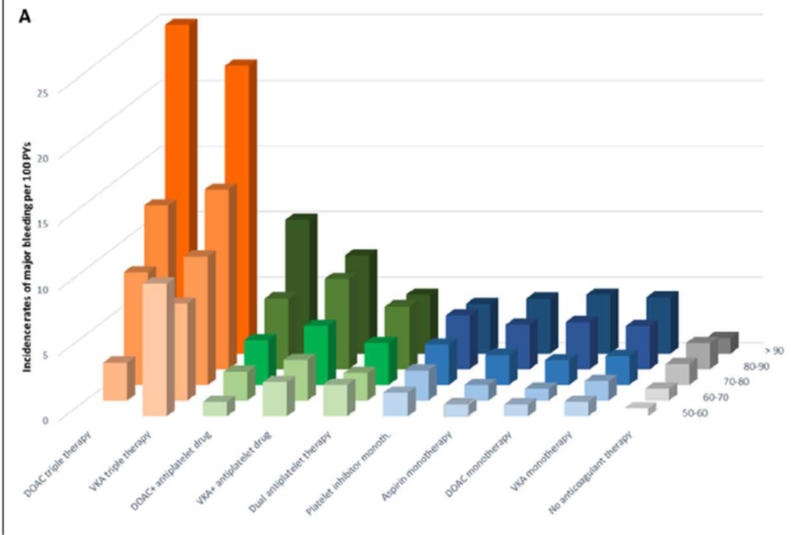 A
Incidence rates of major bleeding per 100 PYs
25
20
15
10
5
0
DOAC triple therapy
VKA triple therapy
DOAC+ antiplatelet drug
VKA+ antiplatelet drug
Dual antiplatelet therapy
Platelet inhibitor monoth.
Aspirin monotherapy
DOAC monotherapy
VKA monotherapy
No anticoagulant therapy
> 90
80-90
70-80
60-70
50-60